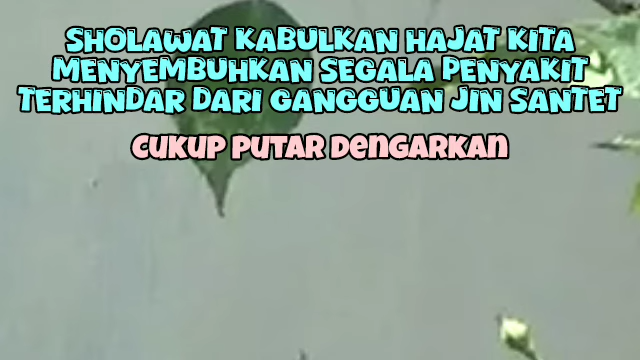 SHOLAWAT KABULKAN HAJAT KITA
MENYEMBUHKAN SEGALA PENYAKIT
TERHINDAR DARI GANGGUAN JIN SANTET
CUKUP PUTAR DENGARKAN